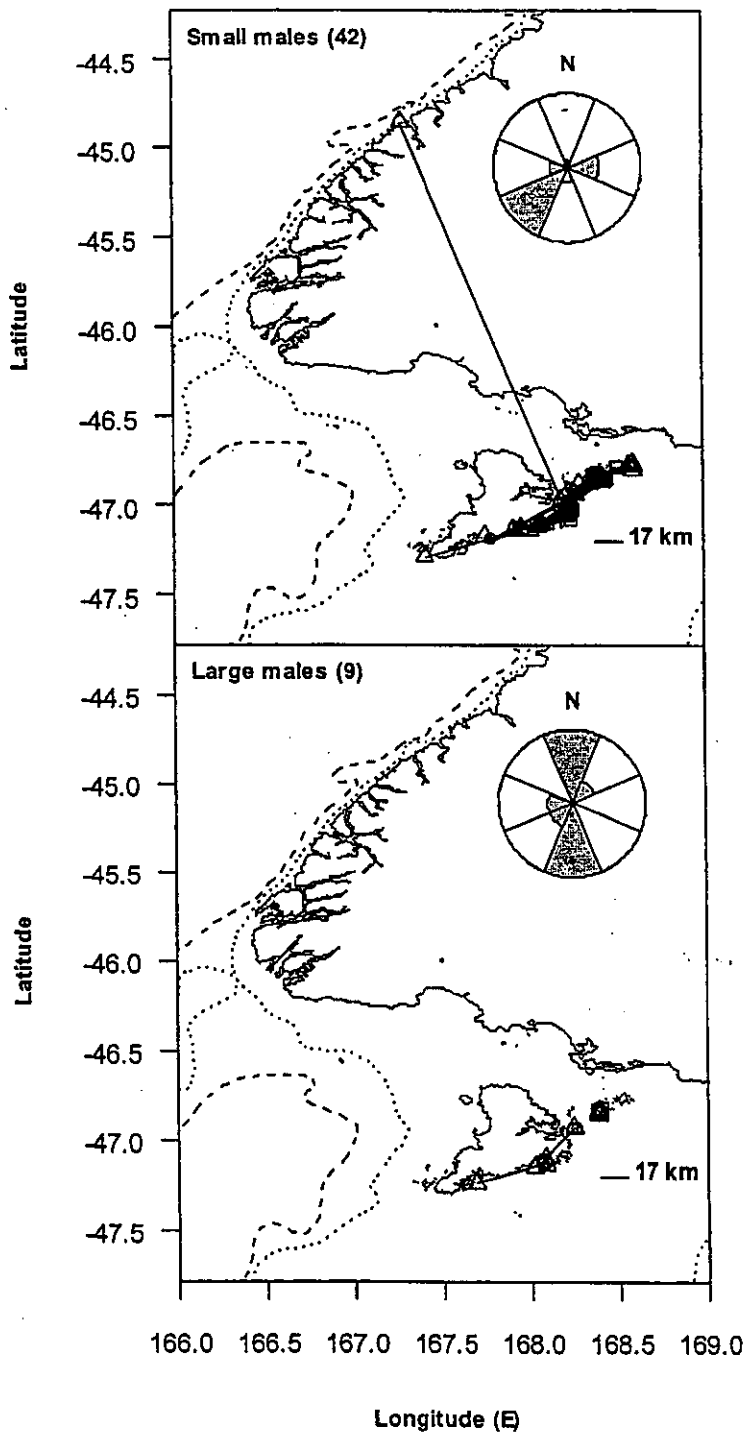 Small males (42)
N
-44.5
-45.0
-45.5
-46.0
-46.5
-47.0
-47.5
Latitude
17 km
Large males (9)
N
-44.5
-45.0
-45.5
-46.0
-46.5
-47.0
-47.5
Latitude
17 km
166.0 166.5 167.0 167.5 168.0 168.5 169.0
Longitude (E)